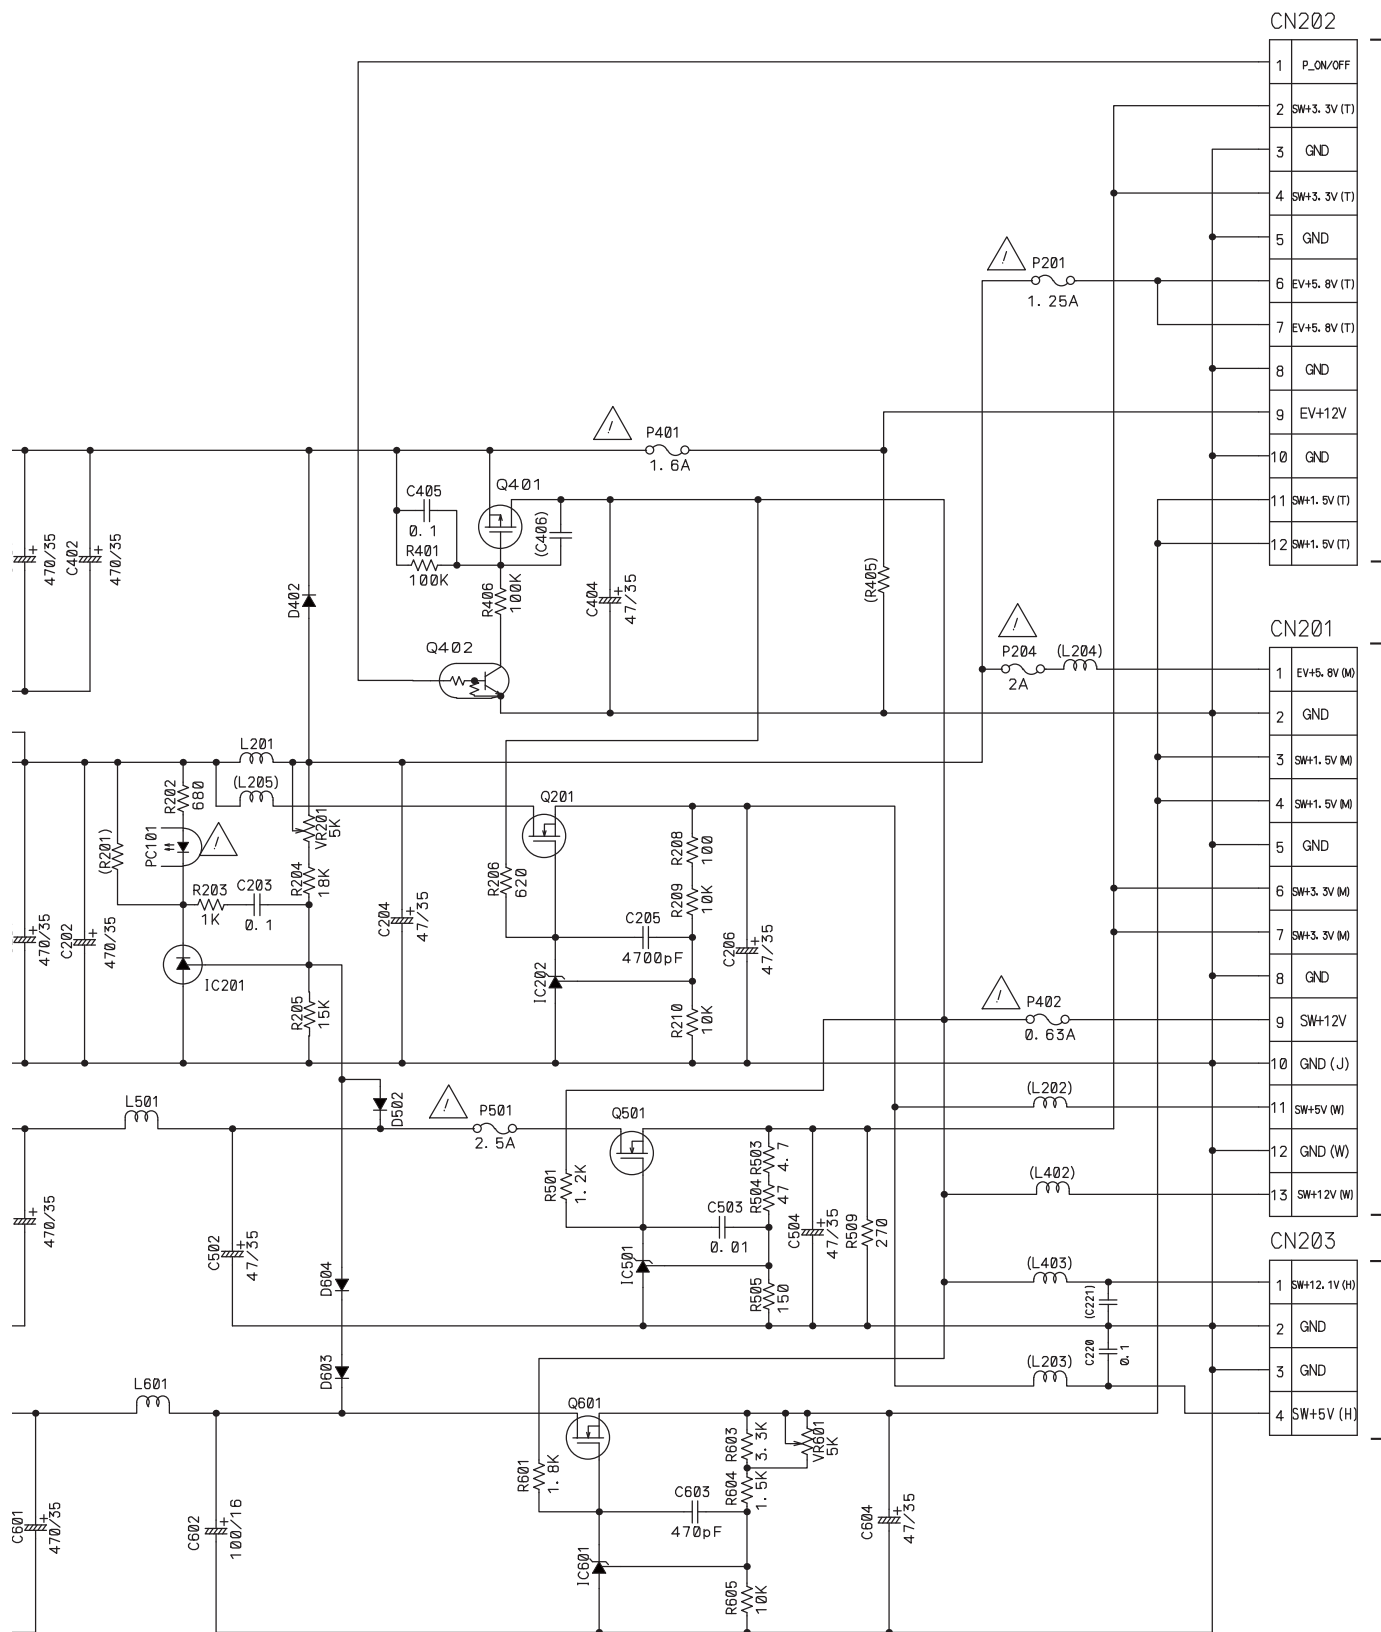 CN202
1 P_ON/OFF
2 SW+3.3V(T)
3 GND
4 SW+3.3V(T)
5 GND
6 EV+5.8V(T)
7 EV+5.8V(T)
8 GND
9 EV+12V
10 GND
11 SW+1.5V(T)
12 SW+1.5V(T)
P201
1.25A
P401
1.6A
470/35
C402
470/35
D402
C405
0.1
R401
100K
Q401
(C406)
R406
100K
C404
47/35
(R405)
Q402
CN201
1 EV+5.8V(M)
2 GND
3 SW+1.5V(M)
4 SW+1.5V(M)
5 GND
6 SW+3.3V(M)
7 SW+3.3V(M)
8 GND
9 SW+12V
10 GND(J)
11 SW+5V(W)
12 GND(W)
13 SW+12V(W)
P204
2A
(L204)
L201
(L205)
R202
680
(R201)
PC101
VR201
5K
R204
18K
R203
1K
C203
0.1
470/35
C202
470/35
IC201
R205
15K
C204
47/35
Q201
R206
620
R208
100
R209
10K
C205
4700pF
C206
47/35
IC202
R210
10K
P402
0.63A
(L202)
(L402)
L501
D502
P501
2.5A
Q501
R501
1.2K
R503
4.7
R504
47
C503
0.01
C504
47/35
R509
270
IC501
R505
150
470/35
C502
47/35
D604
D603
CN203
1 SW+12.1V(H)
2 GND
3 GND
4 SW+5V(H)
(L403)
(C221)
C220
0.1
(L203)
L601
Q601
R601
1.8K
R603
3.3K
VR601
5K
R604
1.5K
C603
470pF
C604
47/35
C601
470/35
C602
100/16
IC601
R605
10K